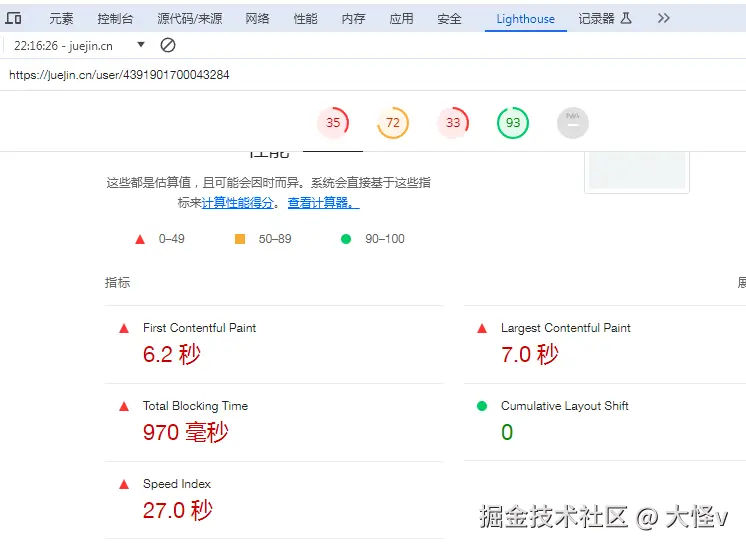 元素 控制台 源代码/来源 网络 性能 内存 应用 安全 Lighthouse 记录器
22:16:26 - juejin.cn
https://juejin.cn/user/4391901700043284
35 72 33 93 PWA
性能
这些都是估算值，且可能会因时而异。系统会直接基于这些指
标来计算性能得分。查看计算器。
0–49 50–89 90–100
指标 展
First Contentful Paint Largest Contentful Paint
6.2 秒 7.0 秒
Total Blocking Time Cumulative Layout Shift
970 毫秒 0
Speed Index
27.0 秒
掘金技术社区 @ 大怪v